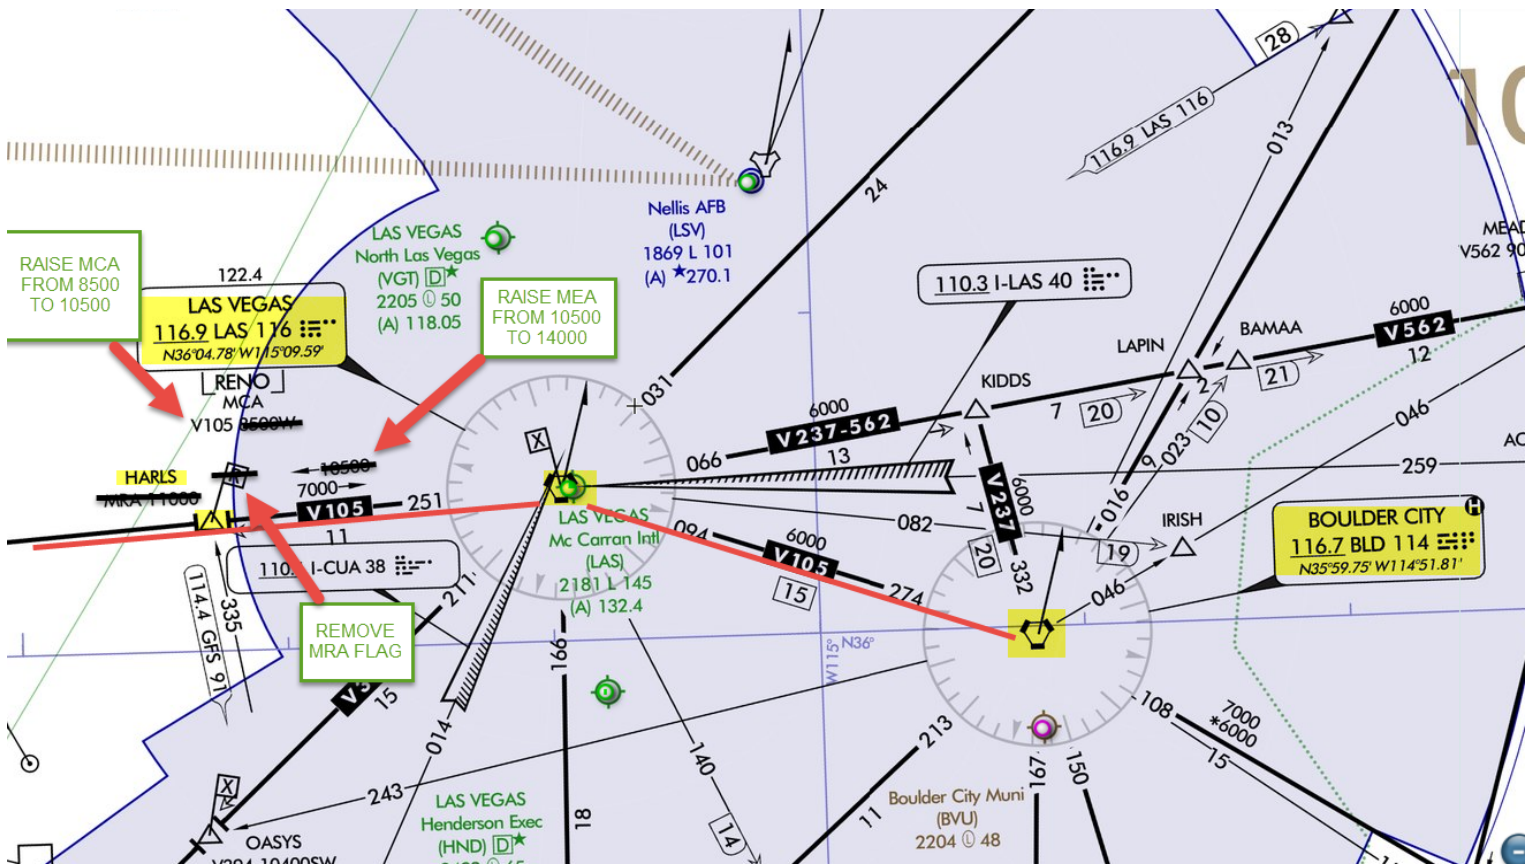 28
116.9 LAS 116
013
10
24
Nellis AFB
(LSV)
1869 L 101
(A) ★270.1
LAS VEGAS
North Las Vegas
(VGT) D★
2205 Ⓛ 50
(A) 118.05
RAISE MCA
FROM 8500
TO 10500
122.4
LAS VEGAS
116.9 LAS 116
N36°04.78' W115°09.59'
RENO
MCA
V105 8500W
RAISE MEA
FROM 10500
TO 14000
110.3 I-LAS 40
V562 90
6000
V562
12
BAMAA
LAPIN
21
2
KIDDS
7
20
10
023
9
016
046
031
6000
V237-562
066
13
X
HARLS
MRA 11000
10500
7000
V105
251
11
259
082
6000
V237
7
20
332
19
IRISH
046
BOULDER CITY
H
116.7 BLD 114
N35°59.75' W114°51.81'
LAS VEGAS
Mc Carran Intl
(LAS)
2181 L 145
(A) 132.4
094
6000
V105
274
15
I-CUA 38
211
114.4 GFS 91
335
REMOVE
MRA FLAG
15
166
W115°
N36°
014
140
243
213
11
167
150
108
7000
*6000
15
X
OASYS
LAS VEGAS
Henderson Exec
(HND) D★
18
14
Boulder City Muni
(BVU)
2204 Ⓛ 48